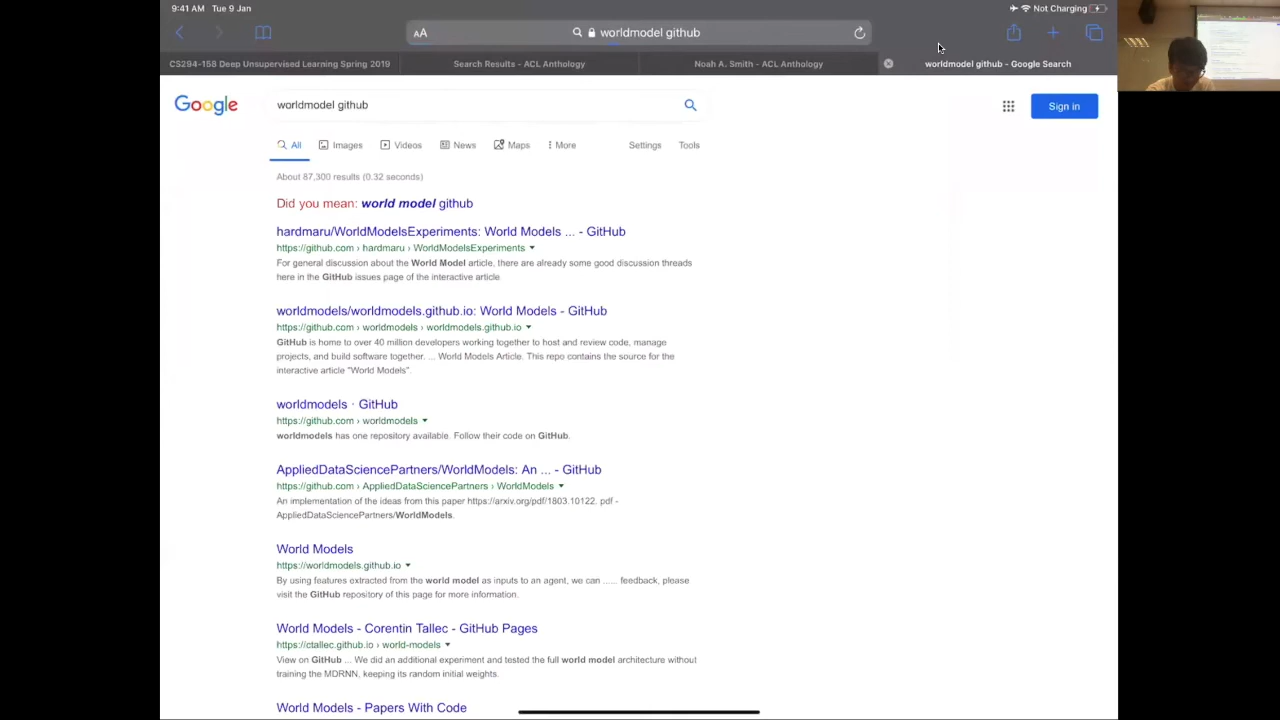 9:41 AM Tue 9 Jan
Not Charging
AA
worldmodel github
CS294-158 Deep Unsupervised Learning Spring 2019
Search Results - ACL Anthology
Noah A. Smith - ACL Anthology
worldmodel github - Google Search
Google
worldmodel github
Sign in
All Images Videos News Maps More Settings Tools
About 87,300 results (0.32 seconds)
Did you mean: world model github
hardmaru/WorldModelsExperiments: World Models ... - GitHub
https://github.com › hardmaru › WorldModelsExperiments
For general discussion about the World Model article, there are already some good discussion threads
here in the GitHub issues page of the interactive article.
worldmodels/worldmodels.github.io: World Models - GitHub
https://github.com › worldmodels › worldmodels.github.io
GitHub is home to over 40 million developers working together to host and review code, manage
projects, and build software together. ... World Models Article. This repo contains the source for the
interactive article "World Models".
worldmodels · GitHub
https://github.com › worldmodels
worldmodels has one repository available. Follow their code on GitHub.
AppliedDataSciencePartners/WorldModels: An ... - GitHub
https://github.com › AppliedDataSciencePartners › WorldModels
An implementation of the ideas from this paper https://arxiv.org/pdf/1803.10122. pdf -
AppliedDataSciencePartners/WorldModels.
World Models
https://worldmodels.github.io
By using features extracted from the world model as inputs to an agent, we can ...... feedback, please
visit the GitHub repository of this page for more information.
World Models - Corentin Tallec - GitHub Pages
https://ctallec.github.io › world-models
View on GitHub ... We did an additional experiment and tested the full world model architecture without
training the MDRNN, keeping its random initial weights.
World Models - Papers With Code